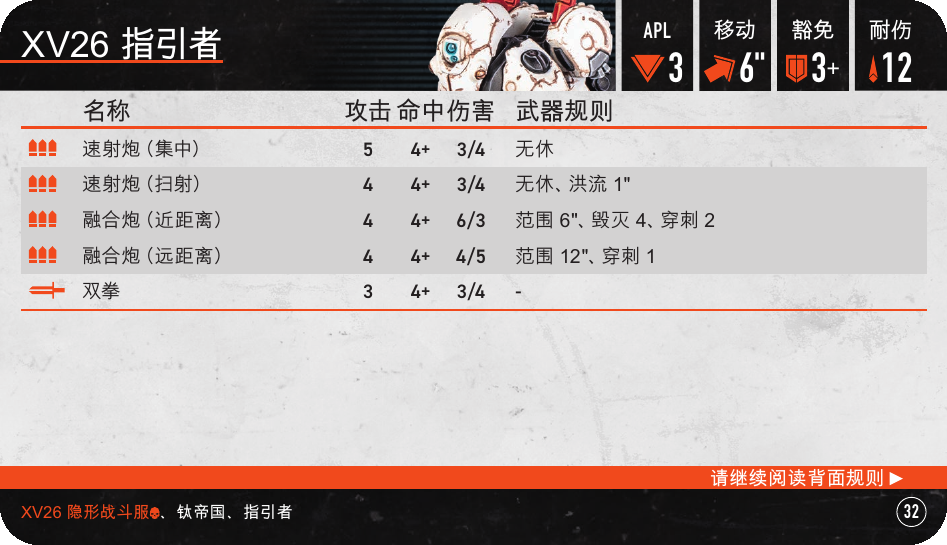 XV26 指引者
APL 移动 豁免 耐伤
3 6" 3+ 12
名称 攻击 命中 伤害 武器规则
速射炮（集中） 5 4+ 3/4 无休
速射炮（扫射） 4 4+ 3/4 无休、洪流 1"
融合炮（近距离） 4 4+ 6/3 范围 6"、毁灭 4、穿刺 2
融合炮（远距离） 4 4+ 4/5 范围 12"、穿刺 1
双拳 3 4+ 3/4 -
请继续阅读背面规则 ▶
XV26 隐形战斗服、钛帝国、指引者 32